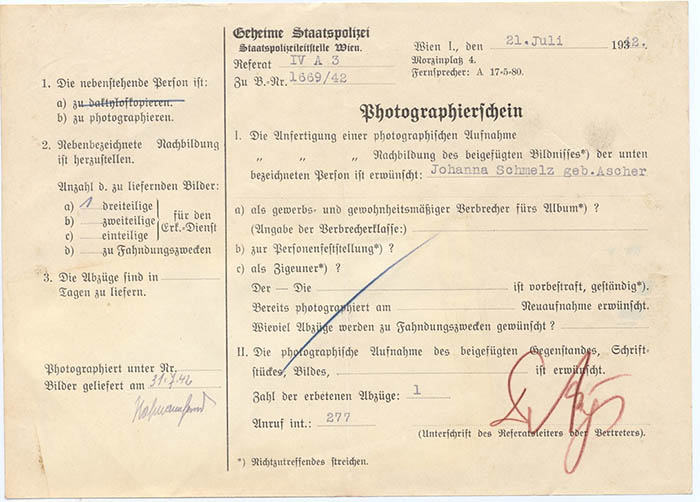 Geheime Staatspolizei
Staatspolizeileitstelle Wien.
Referat IV A 3
Zu B.-Nr. 1669/42
Wien I., den 21. Juli 1942.
Morzinplatz 4.
Fernsprecher: A 17-5-80.
1. Die nebenstehende Person ist:
a) zu daktyloskopieren.
b) zu photographieren.
2. Nebenbezeichnete Nachbildung
ist herzustellen.
Anzahl d. zu liefernden Bilder:
a) 1 dreiteilige
b) zweiteilige
c) einteilige
für den
Erk.-Dienst
d) zu Fahndungszwecken
3. Die Abzüge sind in
Tagen zu liefern.
Photographiert unter Nr.
Bilder geliefert am 31.7.42
Photographierschein
I. Die Anfertigung einer photographischen Aufnahme
„ „ „ Nachbildung des beigefügten Bildnisses*) der unten
bezeichneten Person ist erwünscht: Johanna Schmelz geb.Ascher
a) als gewerbs- und gewohnheitsmäßiger Verbrecher fürs Album*) ?
(Angabe der Verbrecherklasse:)
b) zur Personenfeststellung*) ?
c) als Zigeuner*) ?
Der — Die ist vorbestraft, geständig*).
Bereits photographiert am Neuaufnahme erwünscht.
Wieviel Abzüge werden zu Fahndungszwecken gewünscht ?
II. Die photographische Aufnahme des beigefügten Gegenstandes, Schrift-
stückes, Bildes, ist erwünscht.
Zahl der erbetenen Abzüge: 1
Anruf int.: 277
(Unterschrift des Referatsleiters oder Vertreters).
*) Nichtzutreffendes streichen.